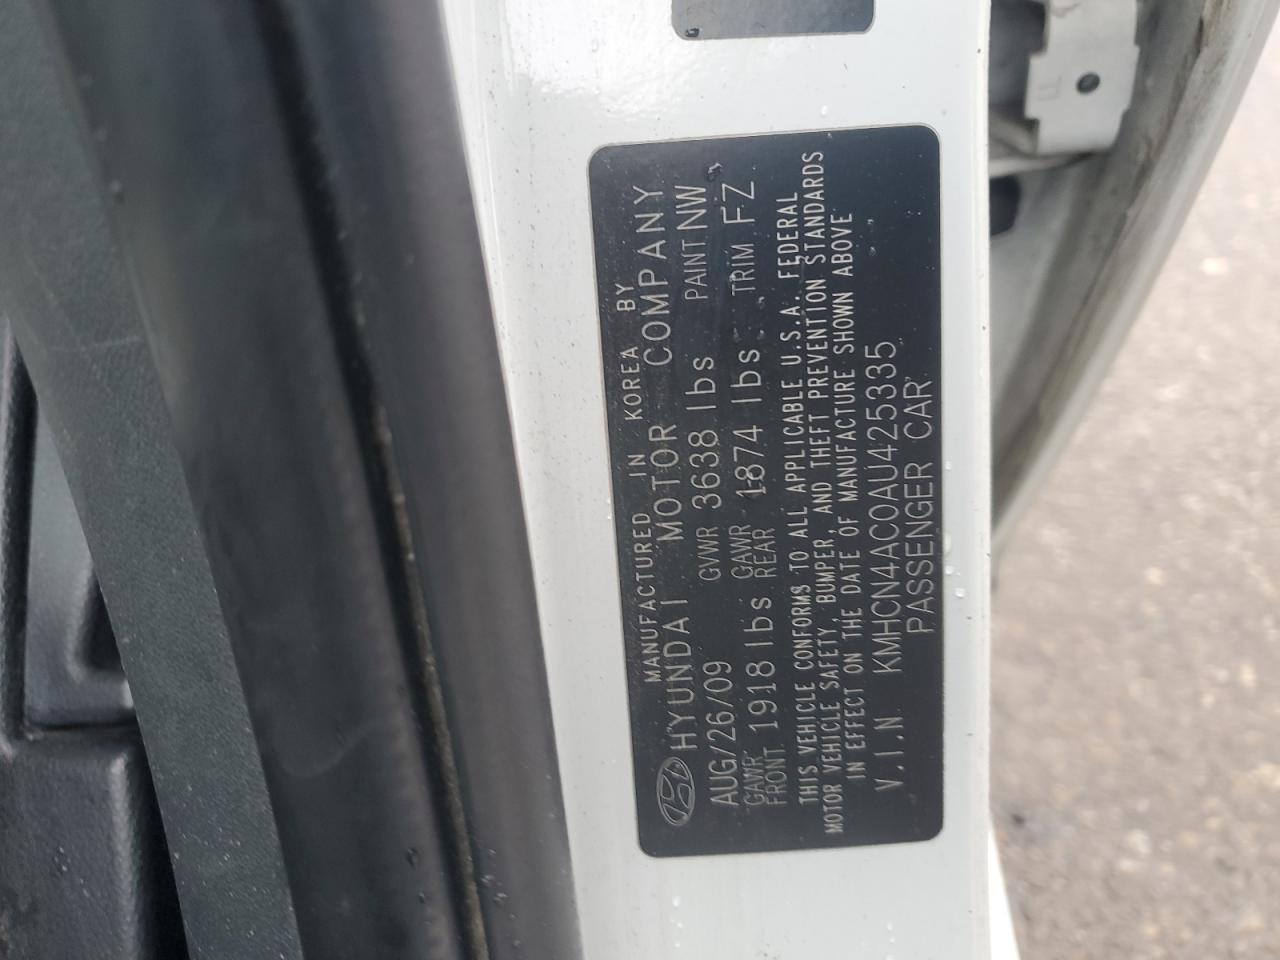 MANUFACTURED IN KOREA BY
HYUNDAI MOTOR COMPANY
AUG/26/09 GVWR 3638 lbs PAINT NW
GAWR FRONT 1918 lbs GAWR REAR 1874 lbs TRIM FZ
THIS VEHICLE CONFORMS TO ALL APPLICABLE U.S.A. FEDERAL
MOTOR VEHICLE SAFETY, BUMPER, AND THEFT PREVENTION STANDARDS
IN EFFECT ON THE DATE OF MANUFACTURE SHOWN ABOVE
V.I.N KMHCN4AC0AU425335
PASSENGER CAR